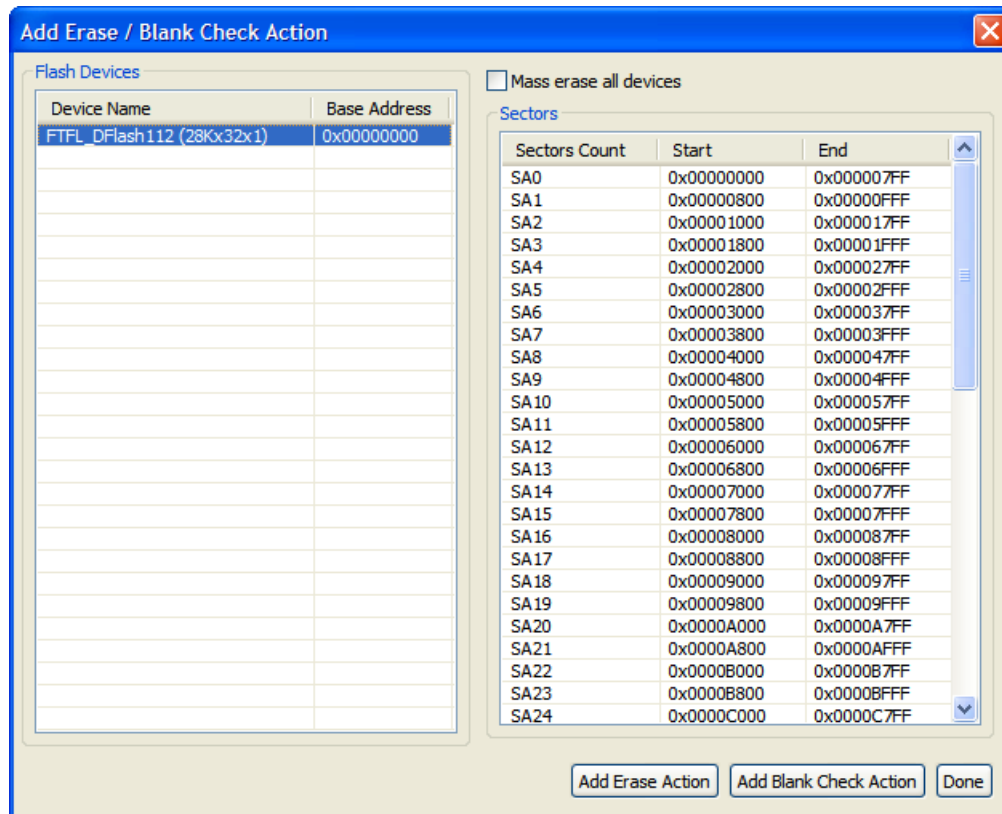 Add Erase / Blank Check Action
Flash Devices
Device Name Base Address
FTFL_DFlash112 (28Kx32x1) 0x00000000
Mass erase all devices
Sectors
Sectors Count Start End
SA0 0x00000000 0x000007FF
SA1 0x00000800 0x00000FFF
SA2 0x00001000 0x000017FF
SA3 0x00001800 0x00001FFF
SA4 0x00002000 0x000027FF
SA5 0x00002800 0x00002FFF
SA6 0x00003000 0x000037FF
SA7 0x00003800 0x00003FFF
SA8 0x00004000 0x000047FF
SA9 0x00004800 0x00004FFF
SA10 0x00005000 0x000057FF
SA11 0x00005800 0x00005FFF
SA12 0x00006000 0x000067FF
SA13 0x00006800 0x00006FFF
SA14 0x00007000 0x000077FF
SA15 0x00007800 0x00007FFF
SA16 0x00008000 0x000087FF
SA17 0x00008800 0x00008FFF
SA18 0x00009000 0x000097FF
SA19 0x00009800 0x00009FFF
SA20 0x0000A000 0x0000A7FF
SA21 0x0000A800 0x0000AFFF
SA22 0x0000B000 0x0000B7FF
SA23 0x0000B800 0x0000BFFF
SA24 0x0000C000 0x0000C7FF
Add Erase Action Add Blank Check Action Done